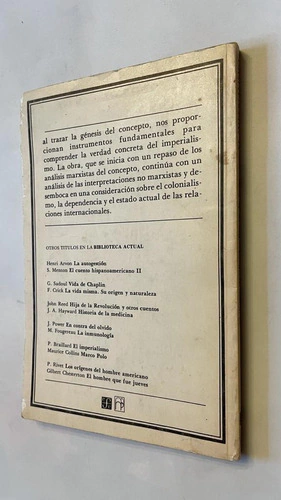 al trazar la génesis del concepto, nos propor-
cionan instrumentos fundamentales para
comprender la verdad concreta del imperialis-
mo. La obra, que se inicia con un repaso de los
análisis marxistas del concepto, continúa con un
análisis de las interpretaciones no marxistas y de-
semboca en una consideración sobre el colonialis-
mo, la dependencia y el estado actual de las rela-
ciones internacionales.
OTROS TITULOS EN LA BIBLIOTECA ACTUAL
Henri Arvon La autogestión
S. Menton El cuento hispanoamericano II
G. Sadoul Vida de Chaplin
F. Crick La vida misma. Su origen y naturaleza
John Reed Hija de la Revolución y otros cuentos
J. A. Hayward Historia de la medicina
J. Power En contra del olvido
M. Fougereau La inmunología
P. Braillard El imperialismo
Maurice Collins Marco Polo
P. Rivet Los orígenes del hombre americano
Gilbert Chesterton El hombre que fue jueves